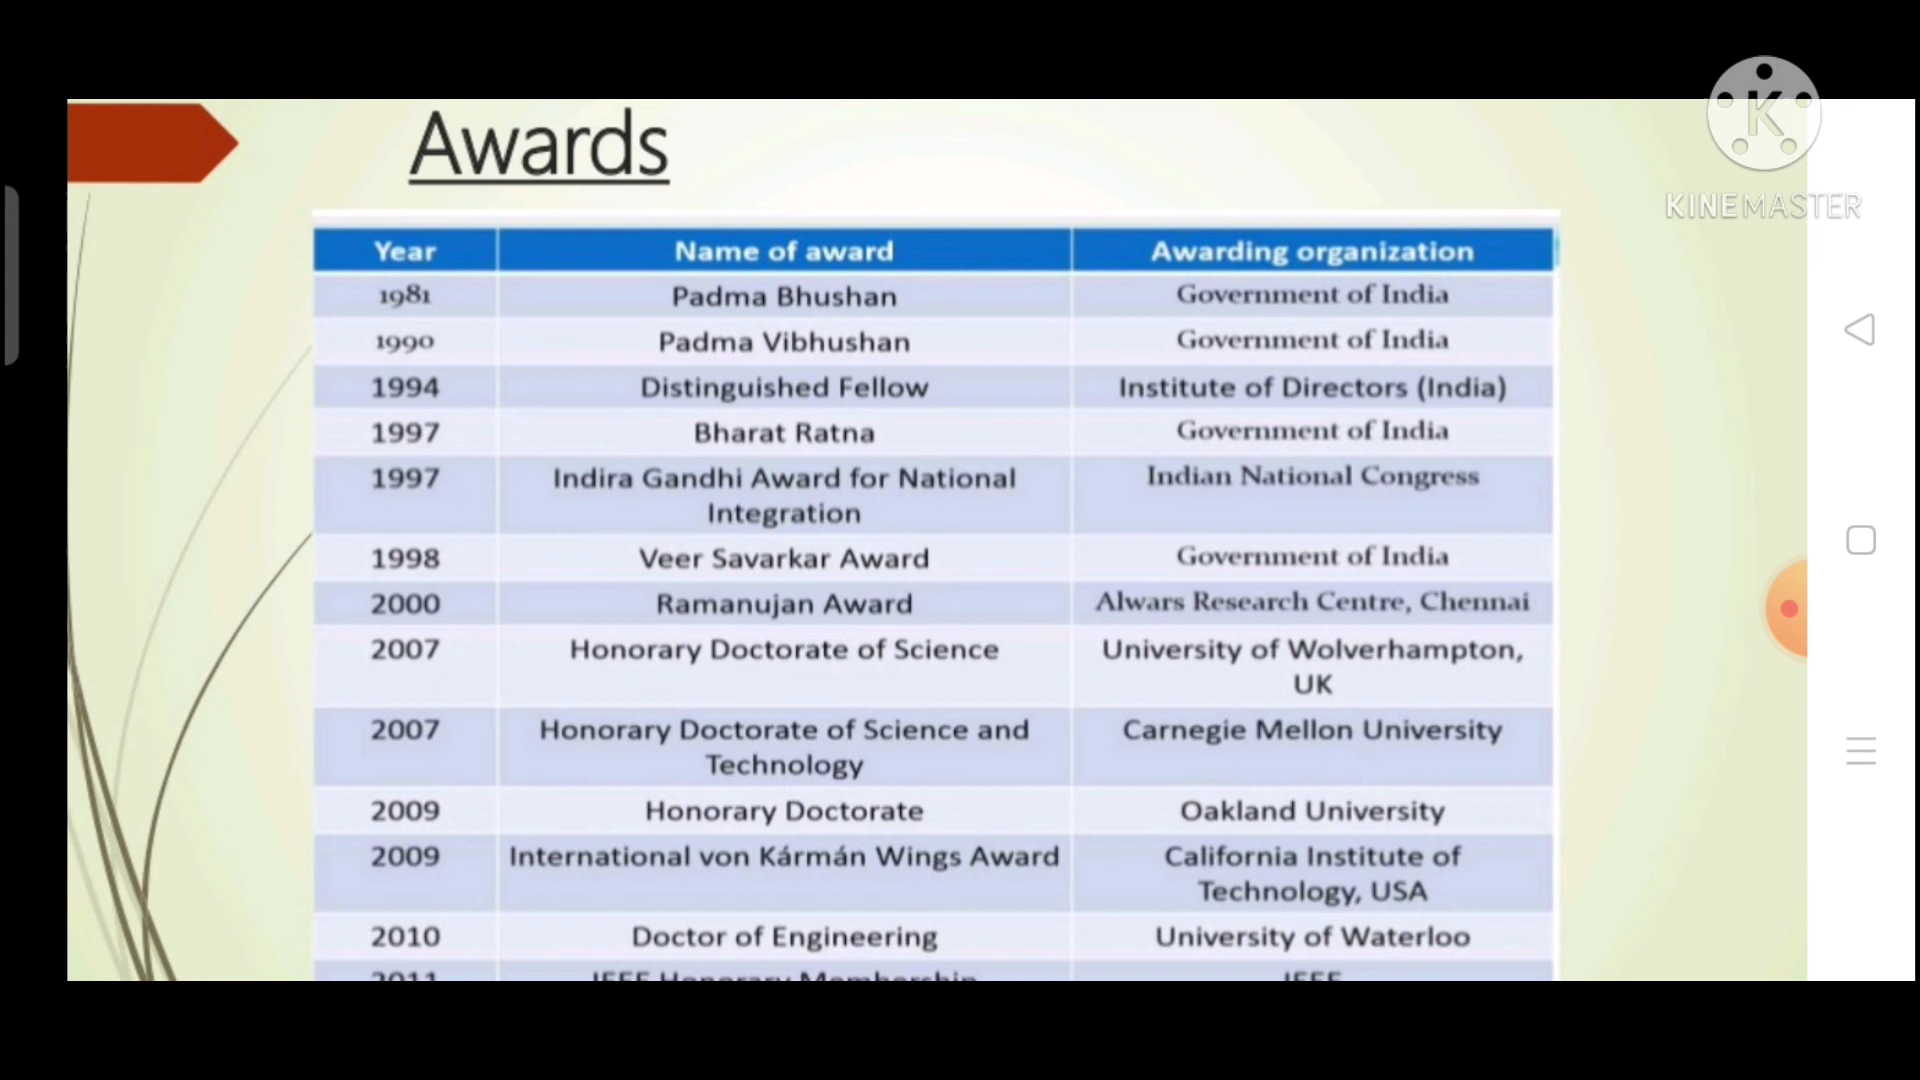 Awards
K
KINEMASTER
Year Name of award Awarding organization
1981 Padma Bhushan Government of India
1990 Padma Vibhushan Government of India
1994 Distinguished Fellow Institute of Directors (India)
1997 Bharat Ratna Government of India
1997 Indira Gandhi Award for National Indian National Congress
Integration
1998 Veer Savarkar Award Government of India
2000 Ramanujan Award Alwars Research Centre, Chennai
2007 Honorary Doctorate of Science University of Wolverhampton,
UK
2007 Honorary Doctorate of Science and Carnegie Mellon University
Technology
2009 Honorary Doctorate Oakland University
2009 International von Kármán Wings Award California Institute of
Technology, USA
2010 Doctor of Engineering University of Waterloo
2011 IEEE Honorary Membership IEEE